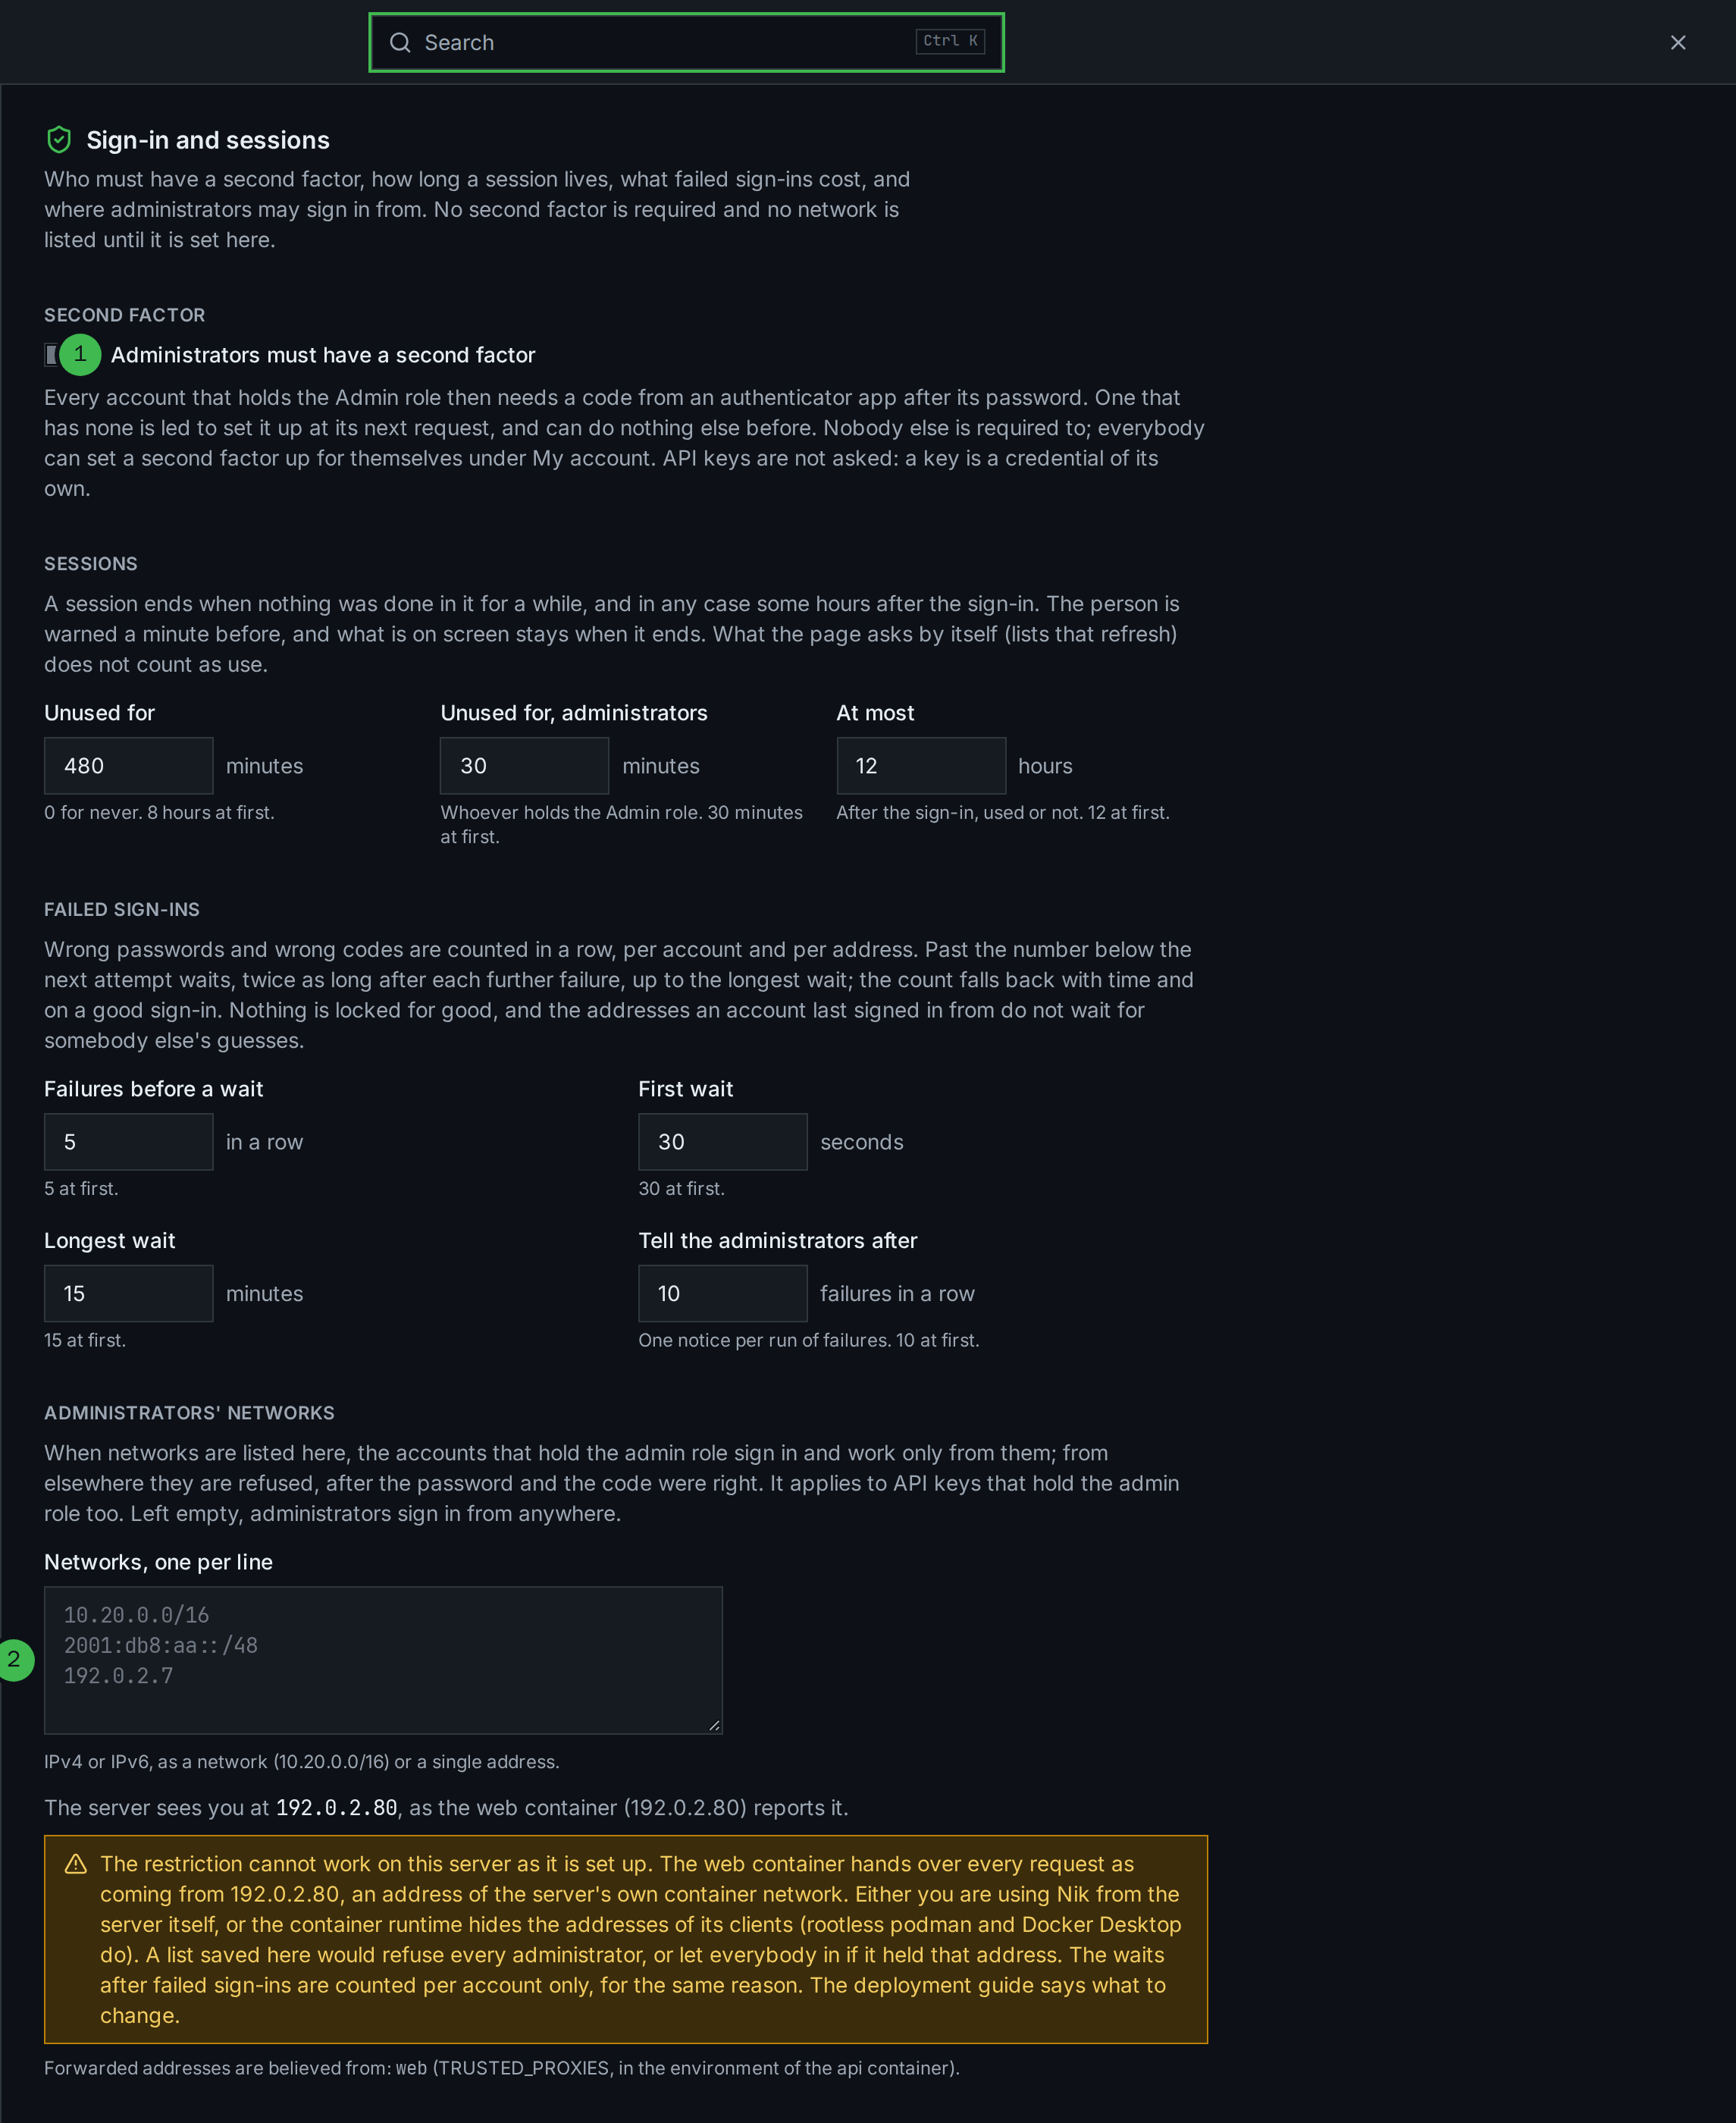 Search
Ctrl K
Sign-in and sessions
Who must have a second factor, how long a session lives, what failed sign-ins cost, and
where administrators may sign in from. No second factor is required and no network is
listed until it is set here.
SECOND FACTOR
1 Administrators must have a second factor
Every account that holds the Admin role then needs a code from an authenticator app after its password. One that
has none is led to set it up at its next request, and can do nothing else before. Nobody else is required to; everybody
can set a second factor up for themselves under My account. API keys are not asked: a key is a credential of its
own.
SESSIONS
A session ends when nothing was done in it for a while, and in any case some hours after the sign-in. The person is
warned a minute before, and what is on screen stays when it ends. What the page asks by itself (lists that refresh)
does not count as use.
Unused for
480 minutes
0 for never. 8 hours at first.
Unused for, administrators
30 minutes
Whoever holds the Admin role. 30 minutes
at first.
At most
12 hours
After the sign-in, used or not. 12 at first.
FAILED SIGN-INS
Wrong passwords and wrong codes are counted in a row, per account and per address. Past the number below the
next attempt waits, twice as long after each further failure, up to the longest wait; the count falls back with time and
on a good sign-in. Nothing is locked for good, and the addresses an account last signed in from do not wait for
somebody else's guesses.
Failures before a wait
5 in a row
5 at first.
First wait
30 seconds
30 at first.
Longest wait
15 minutes
15 at first.
Tell the administrators after
10 failures in a row
One notice per run of failures. 10 at first.
ADMINISTRATORS' NETWORKS
When networks are listed here, the accounts that hold the admin role sign in and work only from them; from
elsewhere they are refused, after the password and the code were right. It applies to API keys that hold the admin
role too. Left empty, administrators sign in from anywhere.
Networks, one per line
10.20.0.0/16
2001:db8:aa::/48
192.0.2.7
2
IPv4 or IPv6, as a network (10.20.0.0/16) or a single address.
The server sees you at 192.0.2.80, as the web container (192.0.2.80) reports it.
The restriction cannot work on this server as it is set up. The web container hands over every request as
coming from 192.0.2.80, an address of the server's own container network. Either you are using Nik from the
server itself, or the container runtime hides the addresses of its clients (rootless podman and Docker Desktop
do). A list saved here would refuse every administrator, or let everybody in if it held that address. The waits
after failed sign-ins are counted per account only, for the same reason. The deployment guide says what to
change.
Forwarded addresses are believed from: web (TRUSTED_PROXIES, in the environment of the api container).